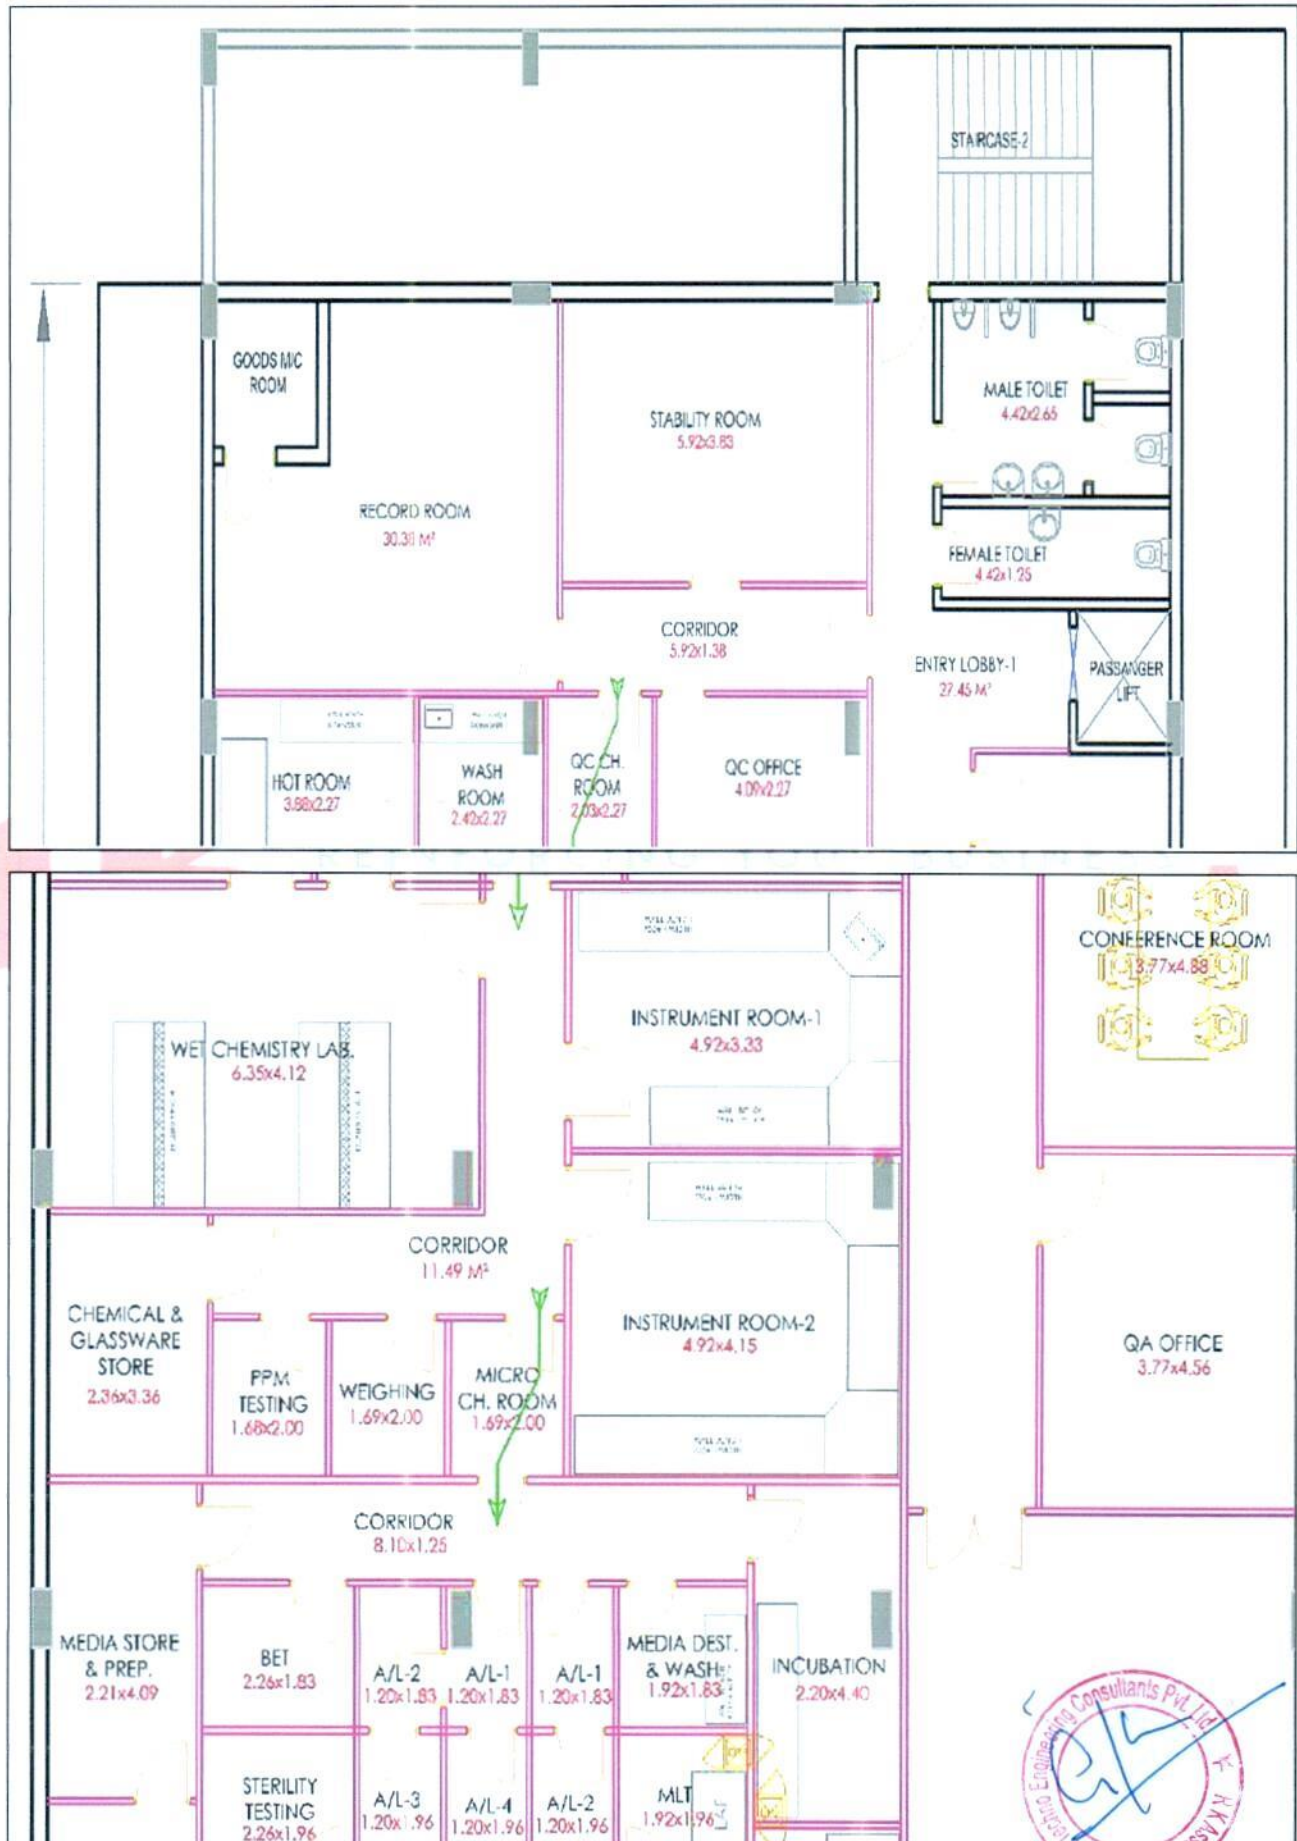 STAIRCASE-2
GOODS M/C
ROOM
MALE TOILET
4.42x2.65
STABILITY ROOM
5.92x3.83
RECORD ROOM
30.38 M²
FEMALE TOILET
4.42x1.25
CORRIDOR
5.92x1.38
ENTRY LOBBY-1
27.45 M²
PASSANGER
LIFT
HOT ROOM
3.88x2.27
WASH
ROOM
2.42x2.27
QC CH.
ROOM
2.03x2.27
QC OFFICE
4.09x2.27
CONFERENCE ROOM
3.77x4.88
INSTRUMENT ROOM-1
4.92x3.33
WET CHEMISTRY LAB.
6.35x4.12
CORRIDOR
11.49 M²
CHEMICAL &
GLASSWARE
STORE
2.36x3.36
PPM
TESTING
1.68x2.00
WEIGHING
1.69x2.00
MICRO
CH. ROOM
1.69x2.00
INSTRUMENT ROOM-2
4.92x4.15
QA OFFICE
3.77x4.56
CORRIDOR
8.10x1.25
MEDIA STORE
& PREP.
2.21x4.09
BET
2.26x1.83
A/L-2
1.20x1.83
A/L-1
1.20x1.83
A/L-1
1.20x1.83
MEDIA DEST.
& WASH
1.92x1.83
INCUBATION
2.20x4.40
STERILITY
TESTING
2.26x1.96
A/L-3
1.20x1.96
A/L-4
1.20x1.96
A/L-2
1.20x1.96
MLT
1.92x1.96
LAF
Engineering Consultants Pvt. Ltd